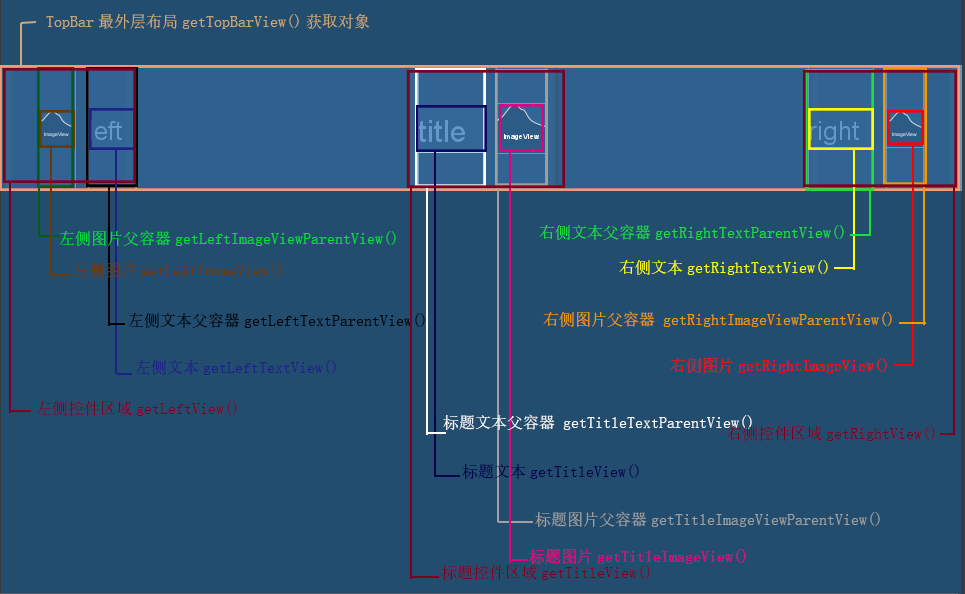 TopBar 最外层布局 getTopBarView() 获取对象
ImageView
eft
title
ImageView
right
ImageView
左侧图片父容器 getLeftImageViewParentView()
右侧文本父容器 getRightTextParentView()
左侧图片 getLeftImageView()
右侧文本 getRightTextView()
左侧文本父容器 getLeftTextParentView()
右侧图片父容器 getRightImageViewParentView()
左侧文本 getLeftTextView()
右侧图片 getRightImageView()
左侧控件区域 getLeftView()
标题文本父容器 getTitleTextParentView()
右侧控件区域 getRightView()
标题文本 getTitleView()
标题图片父容器 getTitleImageViewParentView()
标题图片 getTitleImageView()
标题控件区域 getTitleView()